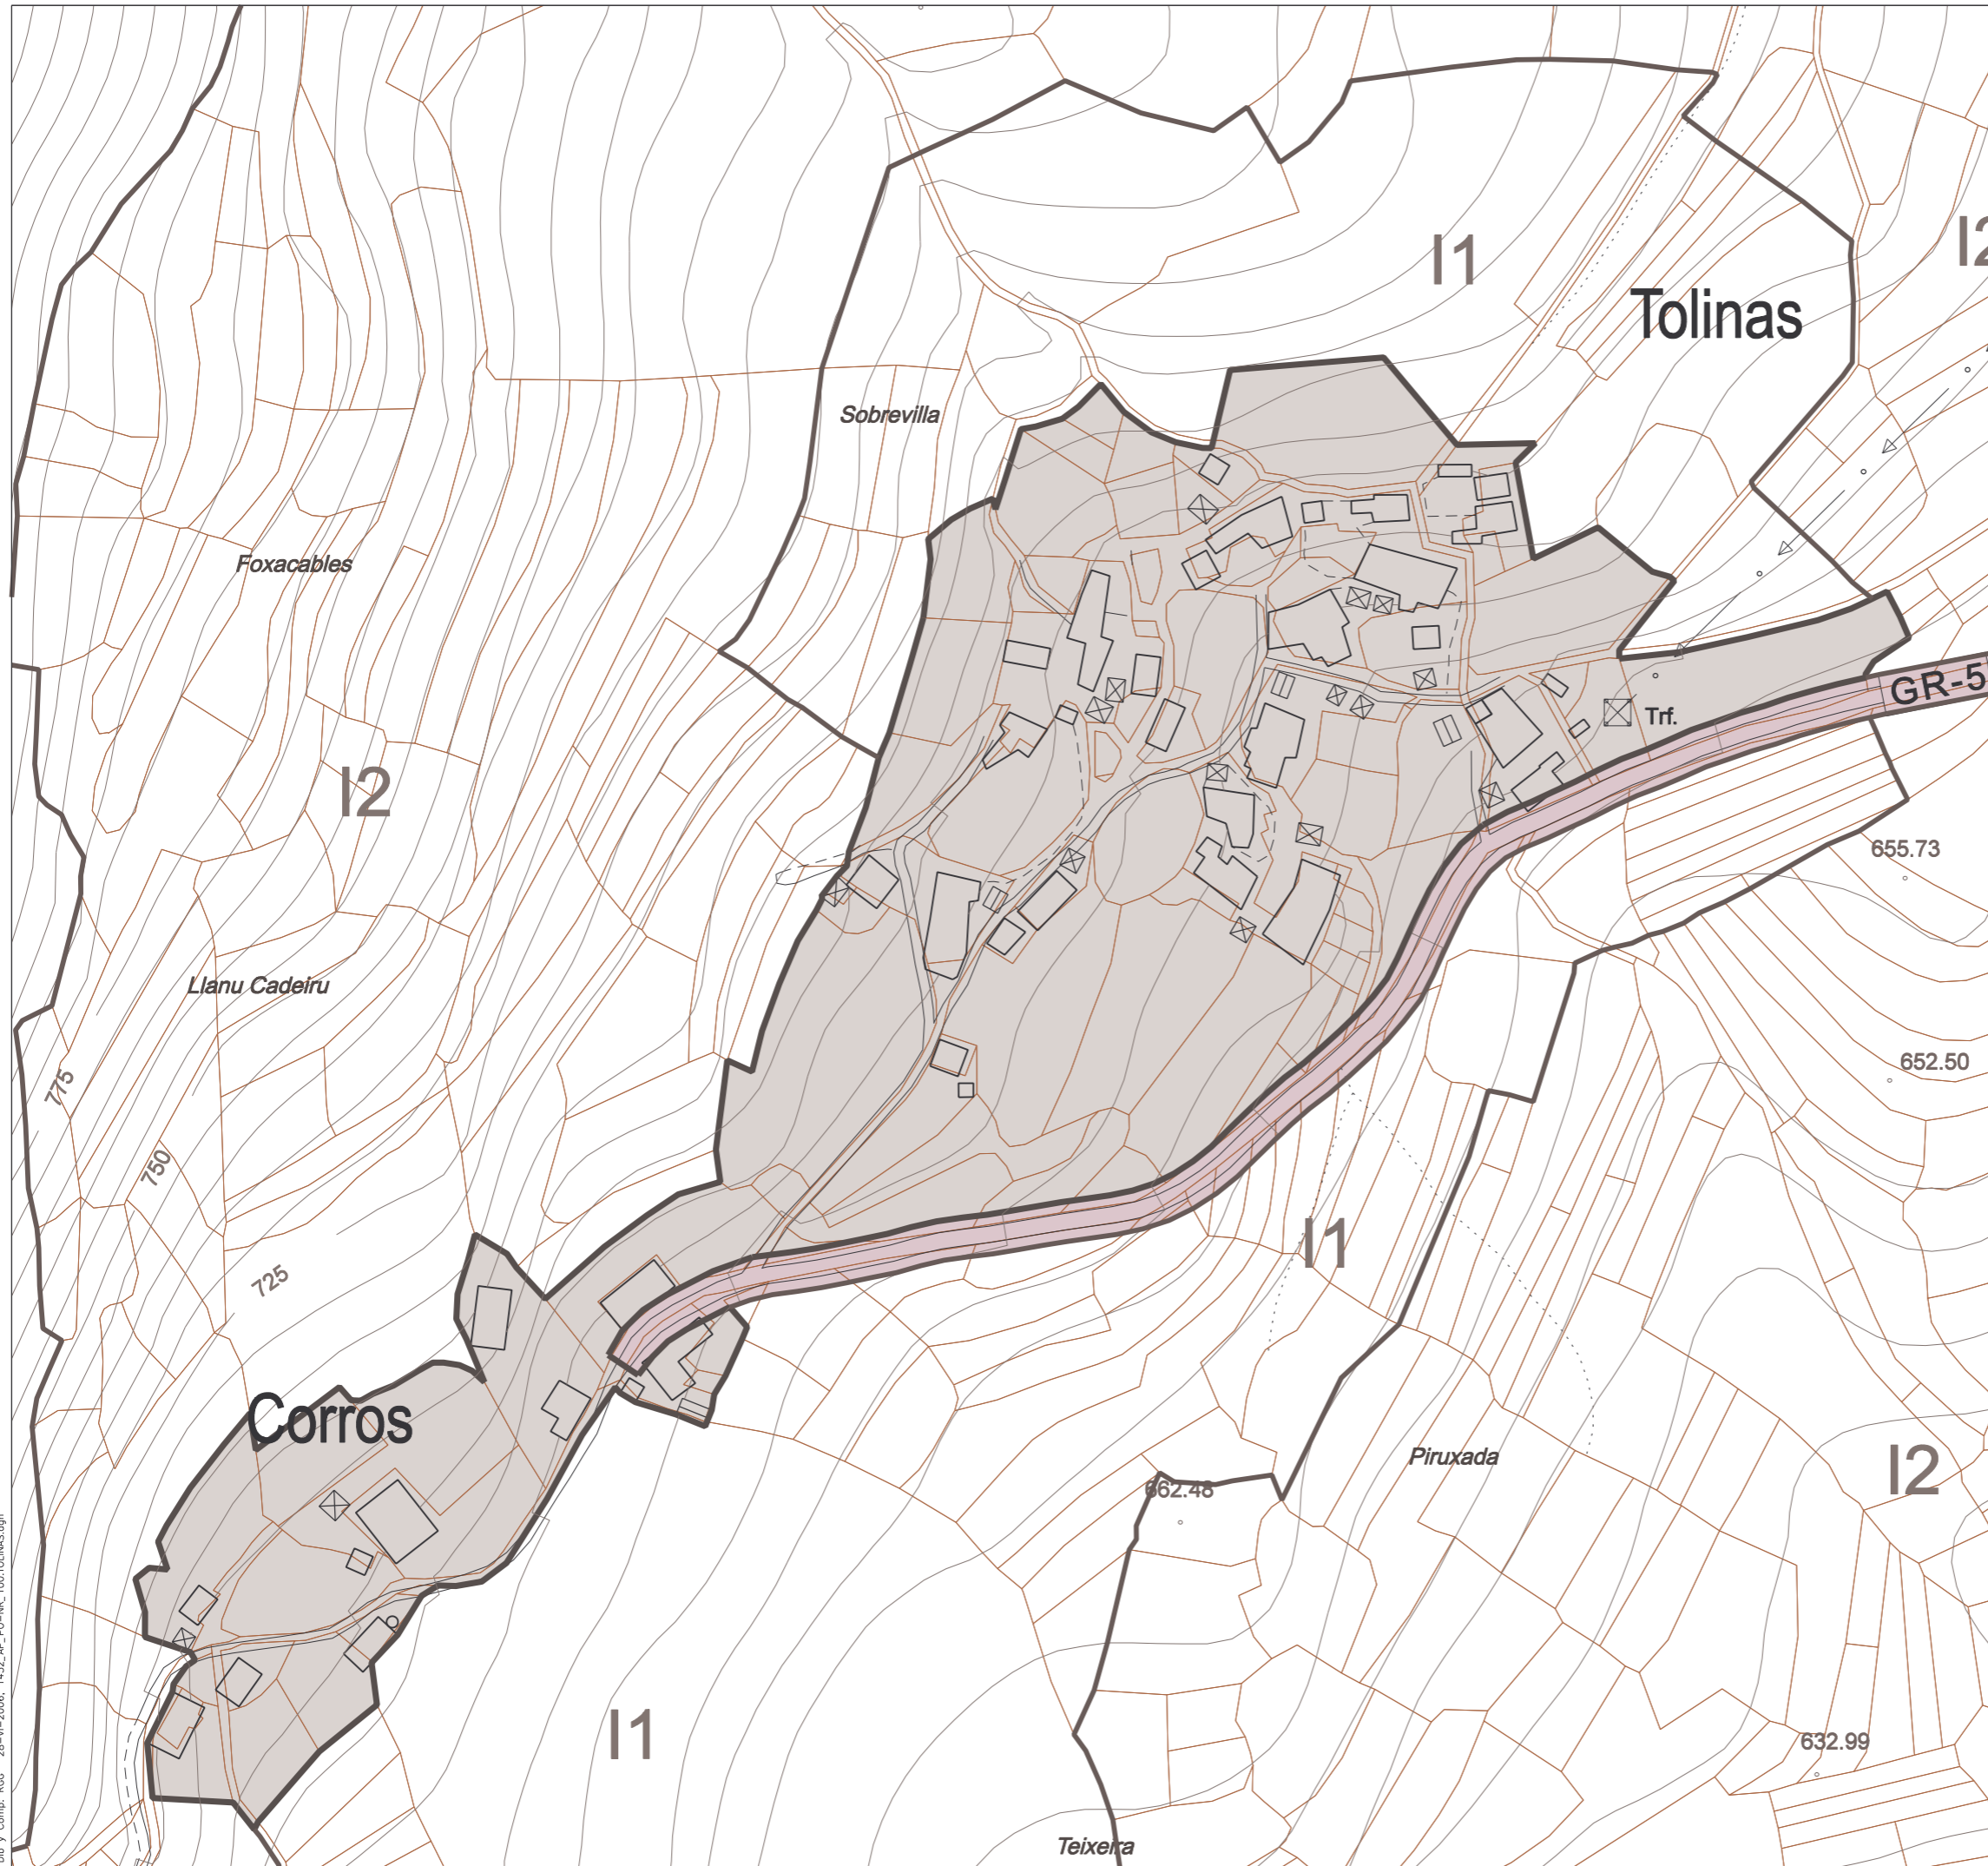 I1
I2
Tolinas
Sobrevilla
Foxacables
GR-5
Trf.
I2
655.73
Llanu Cadeiru
652.50
775
750
I1
725
Corros
Piruxada
I2
662.48
I1
632.99
Teixeira